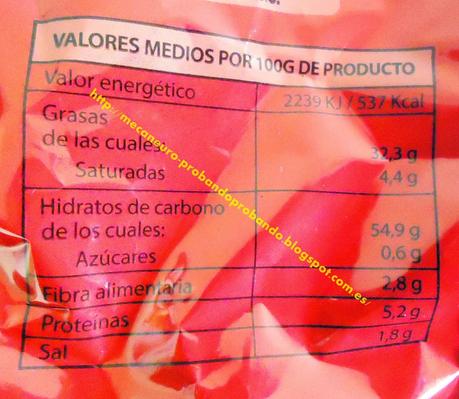 VALORES MEDIOS POR 100G DE PRODUCTO
Valor energético 2239 KJ / 537 Kcal
Grasas 32,3 g
de las cuales:
Saturadas 4,4 g
Hidratos de carbono 54,9 g
de los cuales:
Azúcares 0,6 g
Fibra alimentaria 2,8 g
Proteínas 5,2 g
Sal 1,8 g
http://mecaneuro-probandoprobando.blogspot.com.es/